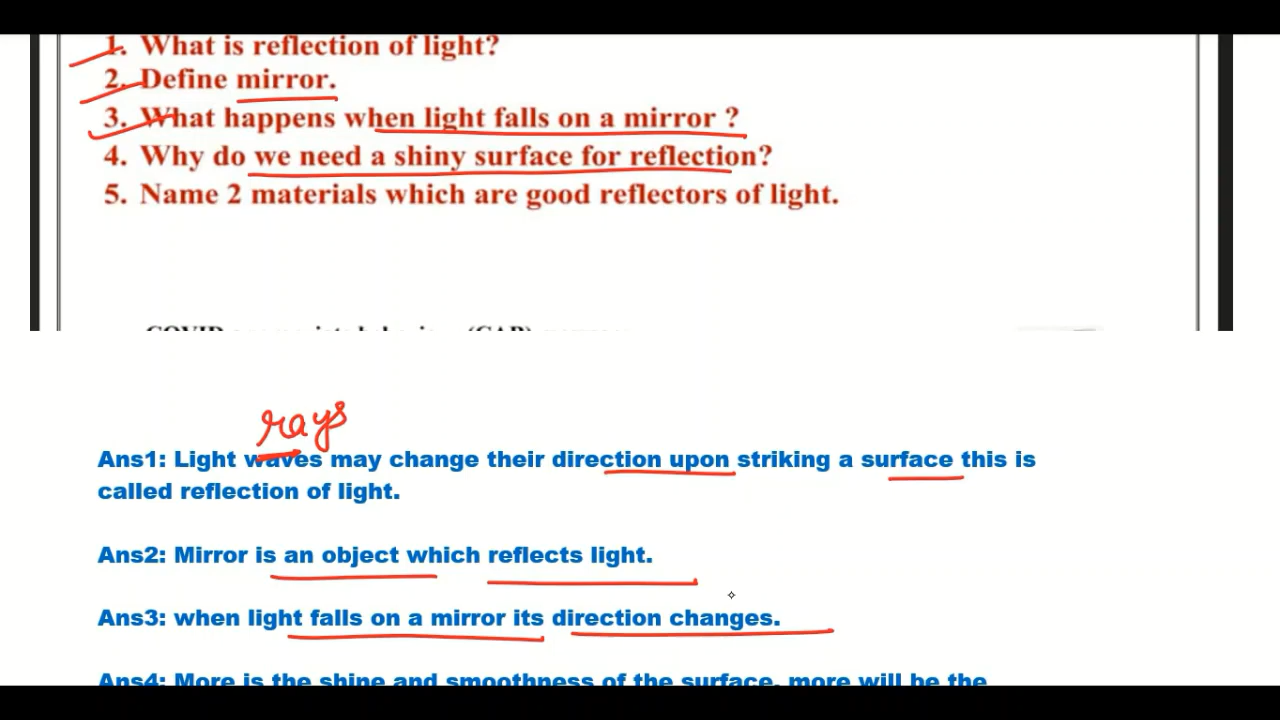 1. What is reflection of light?
2. Define mirror.
3. What happens when light falls on a mirror ?
4. Why do we need a shiny surface for reflection?
5. Name 2 materials which are good reflectors of light.
rays
Ans1: Light waves may change their direction upon striking a surface this is
called reflection of light.
Ans2: Mirror is an object which reflects light.
Ans3: when light falls on a mirror its direction changes.
Ans4: More is the shine and smoothness of the surface, more will be the